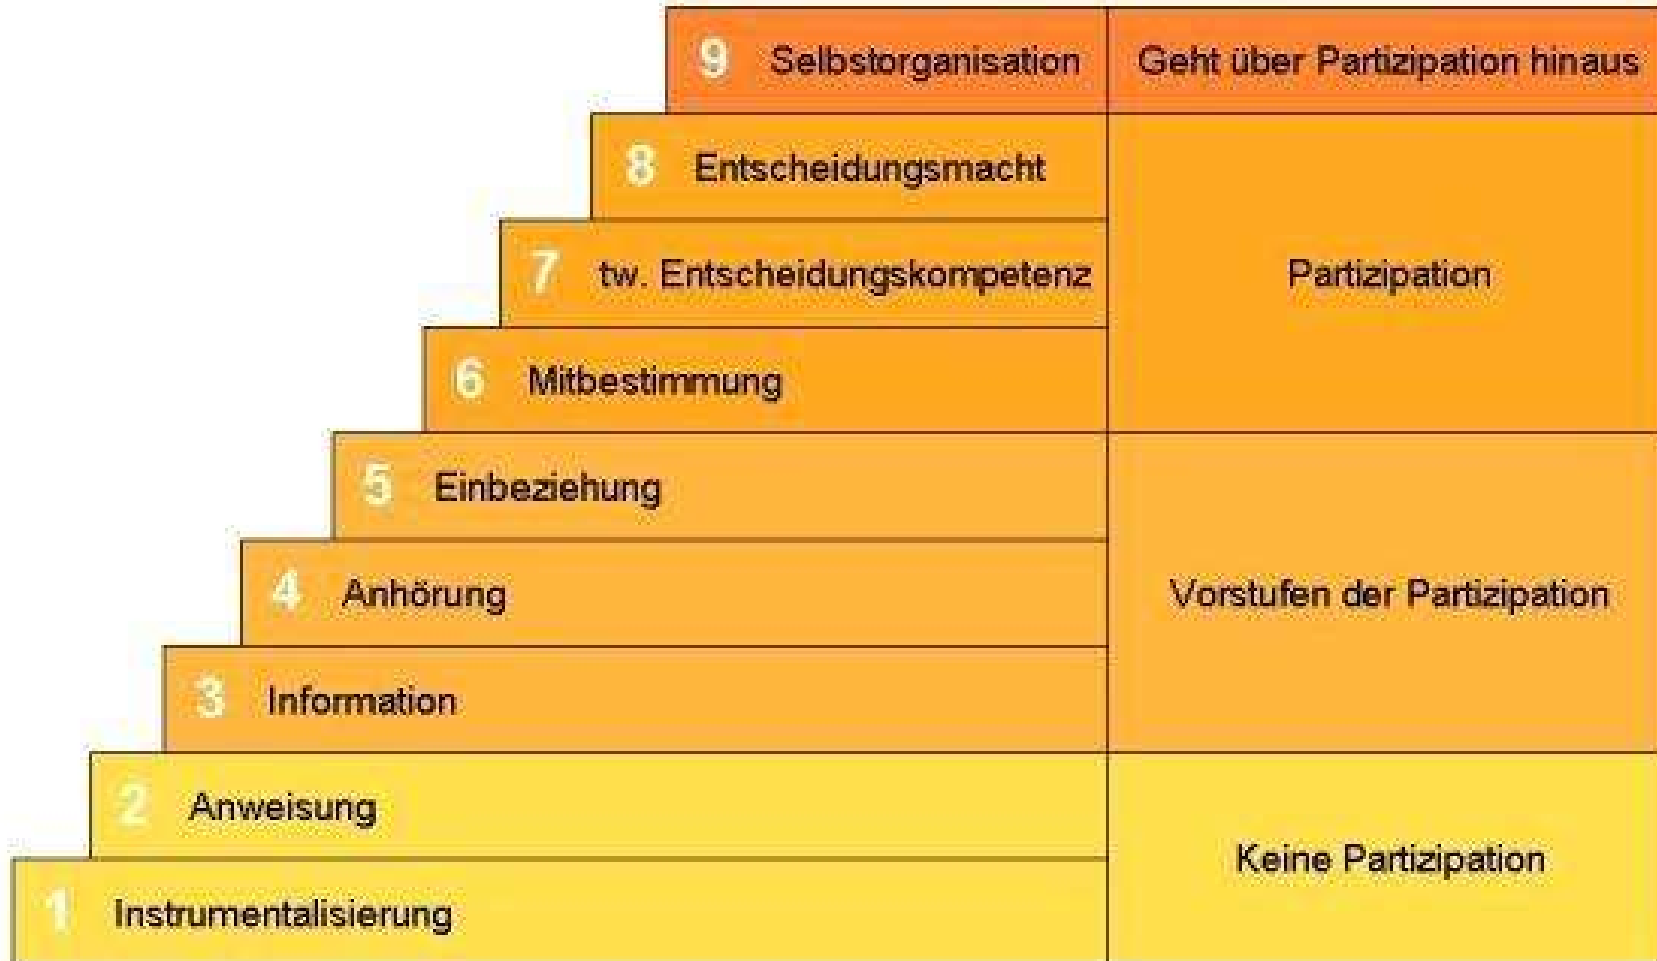 9 Selbstorganisation Geht über Partizipation hinaus
8 Entscheidungsmacht
7 tw. Entscheidungskompetenz Partizipation
6 Mitbestimmung
5 Einbeziehung
4 Anhörung Vorstufen der Partizipation
3 Information
2 Anweisung
Keine Partizipation
1 Instrumentalisierung